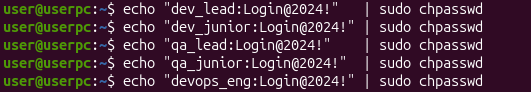 user@userpc:~$ echo "dev_lead:Login@2024!"   | sudo chpasswd
user@userpc:~$ echo "dev_junior:Login@2024!" | sudo chpasswd
user@userpc:~$ echo "qa_lead:Login@2024!"    | sudo chpasswd
user@userpc:~$ echo "qa_junior:Login@2024!"  | sudo chpasswd
user@userpc:~$ echo "devops_eng:Login@2024!" | sudo chpasswd